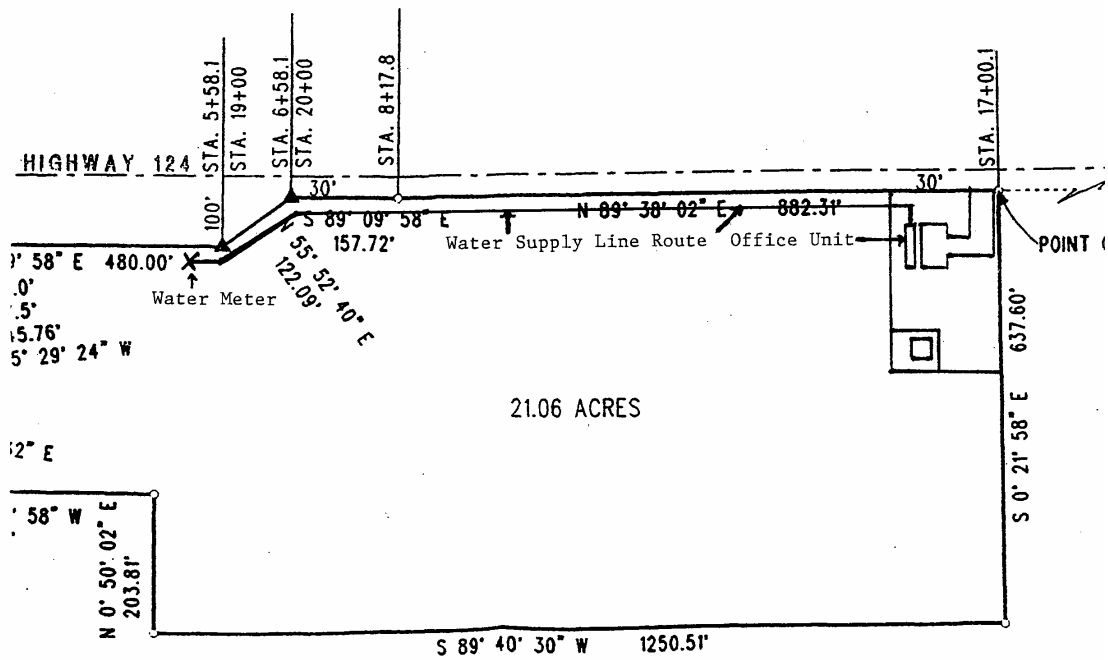 STA. 5+58.1
STA. 19+00
STA. 6+58.1
STA. 20+00
STA. 8+17.8
STA. 17+00.1
HIGHWAY 124
30'
30'
100'
S 89° 09' 58" E
157.72'
N 89° 38' 02" E
882.31'
Water Supply Line Route
Office Unit
POINT
N 55° 52' 40" E
122.09'
' 58" E 480.00'
Water Meter
.0'
.5'
45.76'
5° 29' 24" W
637.60'
S 0° 21' 58" E
21.06 ACRES
32" E
' 58" W
N 0° 50' 02" E
203.81'
S 89° 40' 30" W 1250.51'